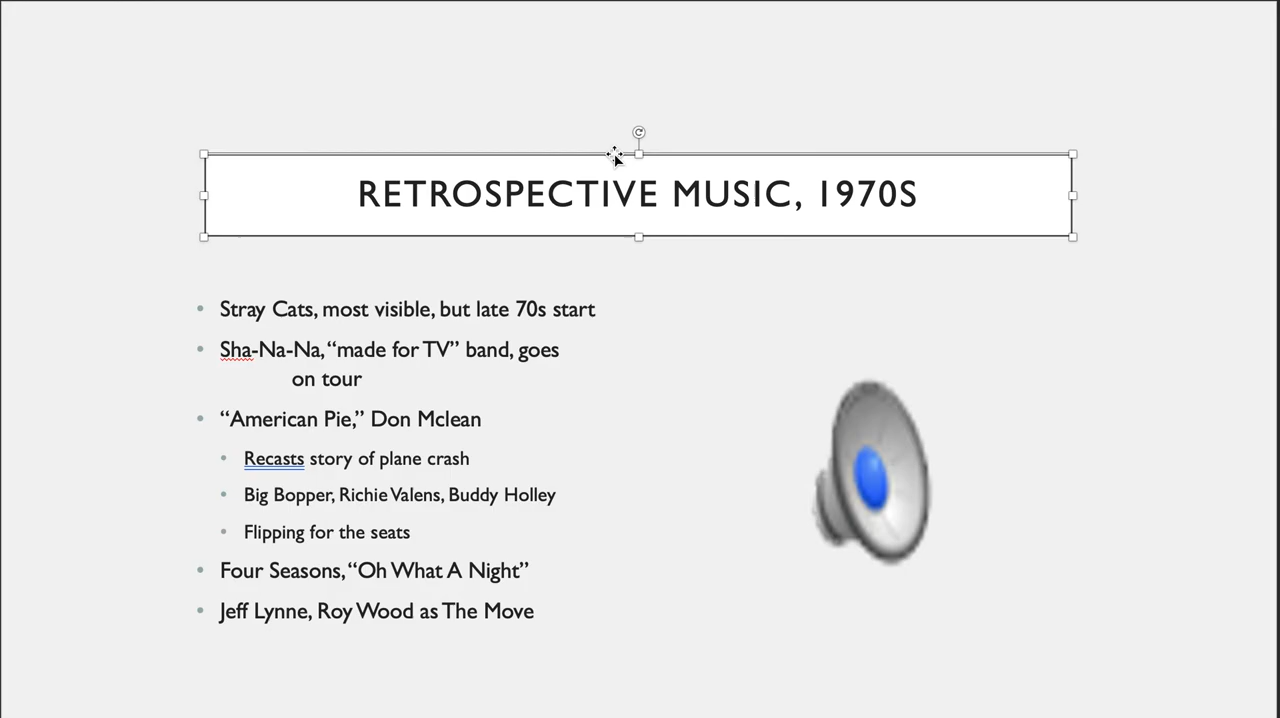 RETROSPECTIVE MUSIC, 1970S
• Stray Cats, most visible, but late 70s start
• Sha-Na-Na, “made for TV” band, goes
on tour
• “American Pie,” Don Mclean
• Recasts story of plane crash
• Big Bopper, Richie Valens, Buddy Holley
• Flipping for the seats
• Four Seasons, “Oh What A Night”
• Jeff Lynne, Roy Wood as The Move